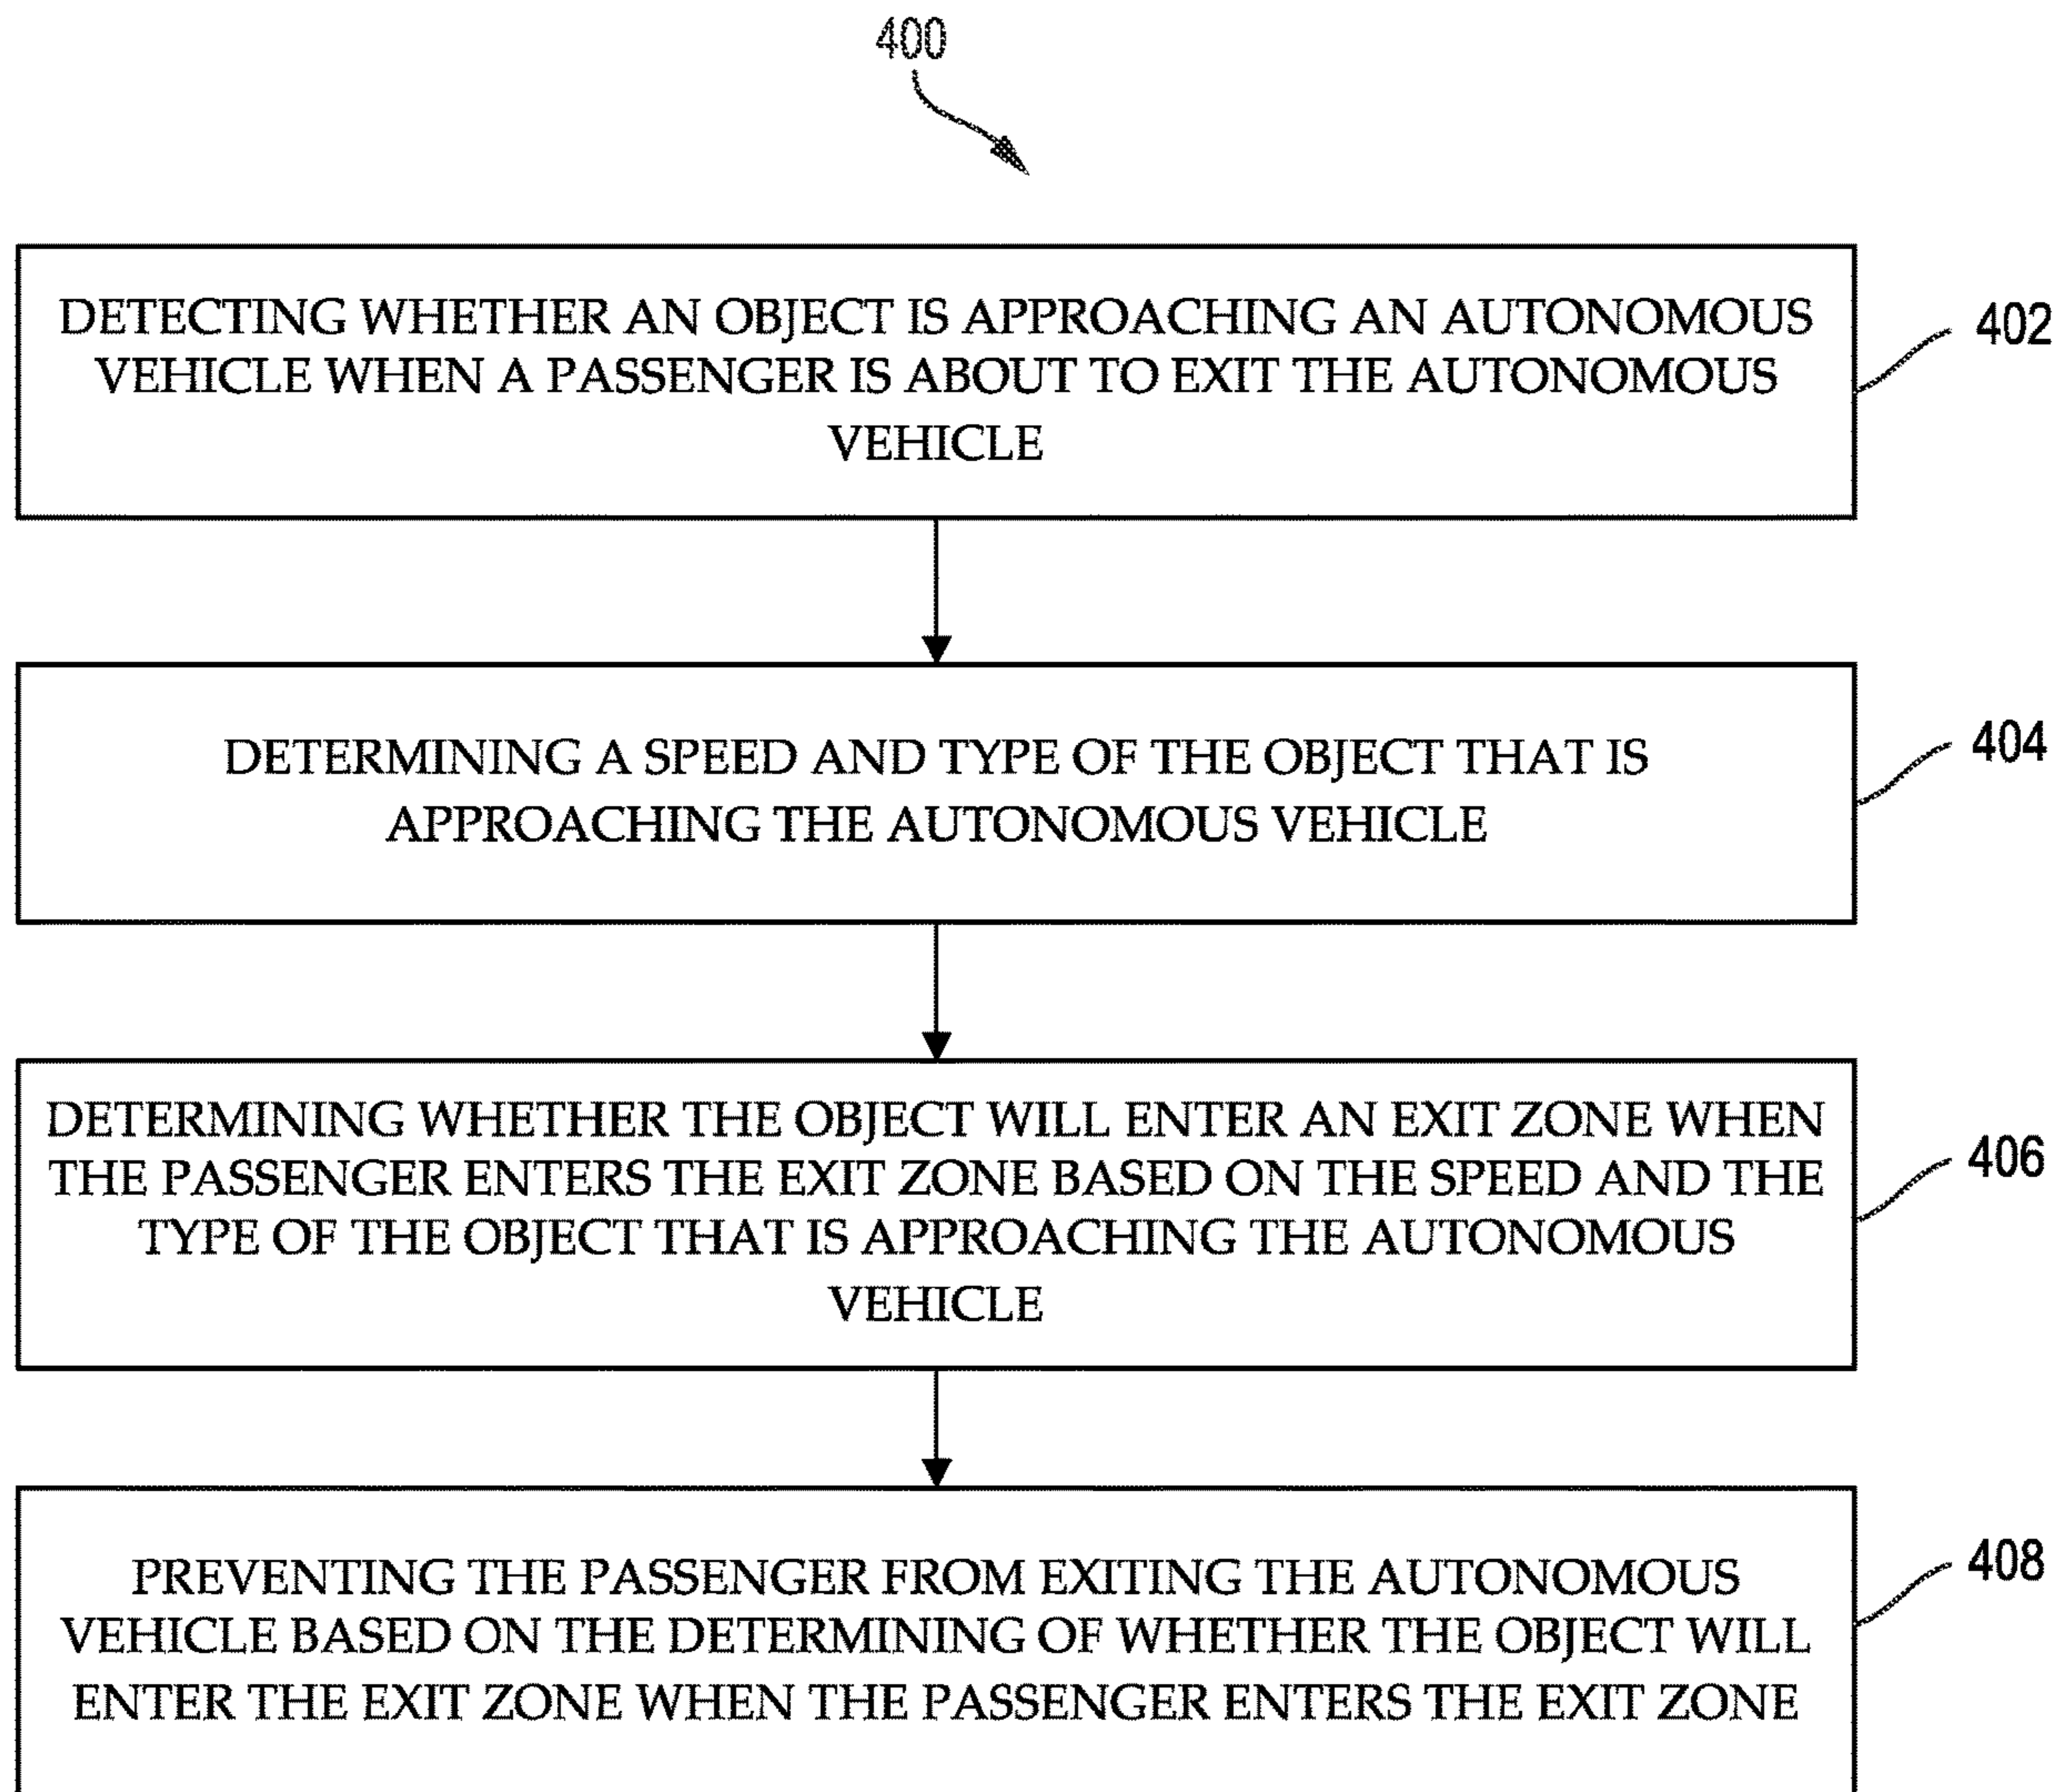 400
DETECTING WHETHER AN OBJECT IS APPROACHING AN AUTONOMOUS
VEHICLE WHEN A PASSENGER IS ABOUT TO EXIT THE AUTONOMOUS
VEHICLE
402
DETERMINING A SPEED AND TYPE OF THE OBJECT THAT IS
APPROACHING THE AUTONOMOUS VEHICLE
404
DETERMINING WHETHER THE OBJECT WILL ENTER AN EXIT ZONE WHEN
THE PASSENGER ENTERS THE EXIT ZONE BASED ON THE SPEED AND THE
TYPE OF THE OBJECT THAT IS APPROACHING THE AUTONOMOUS
VEHICLE
406
PREVENTING THE PASSENGER FROM EXITING THE AUTONOMOUS
VEHICLE BASED ON THE DETERMINING OF WHETHER THE OBJECT WILL
ENTER THE EXIT ZONE WHEN THE PASSENGER ENTERS THE EXIT ZONE
408